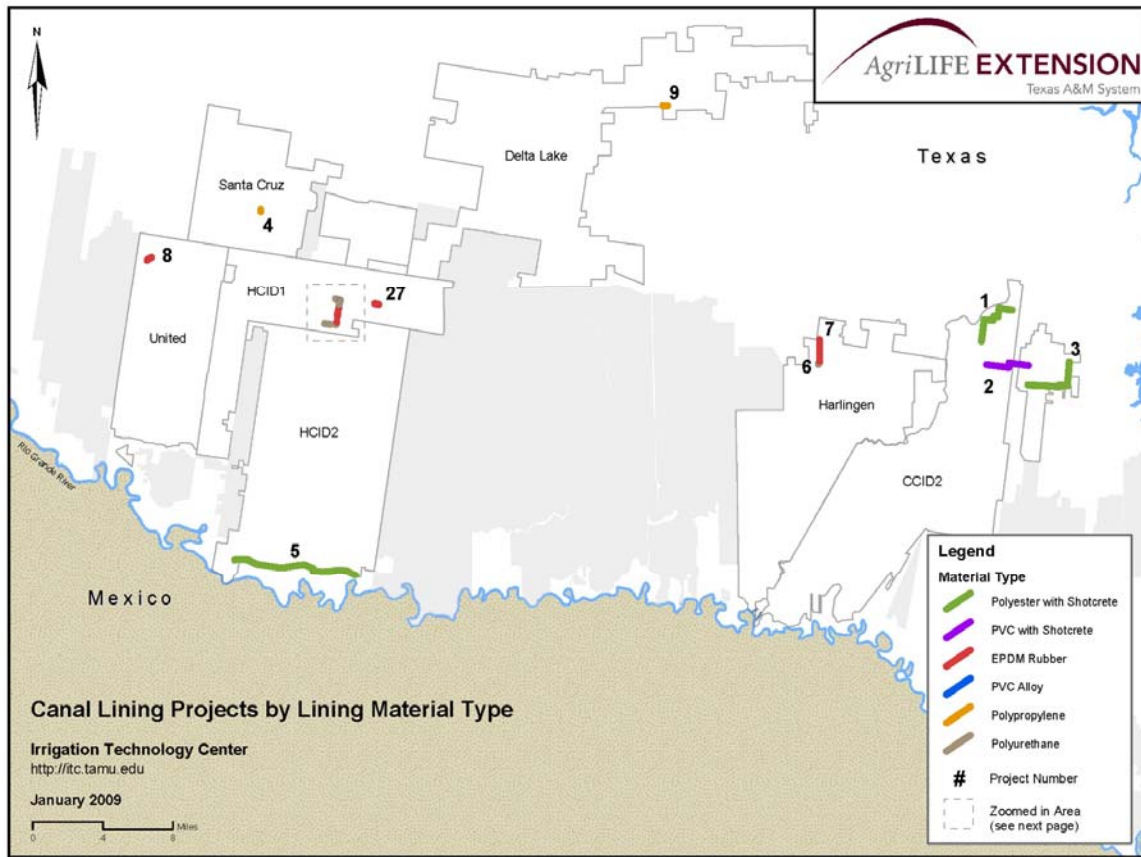 N
AgriLIFE EXTENSION
Texas A&M System
9
Delta Lake
Texas
Santa Cruz
4
8
HCID1
27
1
United
7
3
6
2
Harlingen
HCID2
CCID2
Rio Grande River
5
Mexico
Legend
Material Type
Polyester with Shotcrete
PVC with Shotcrete
EPDM Rubber
PVC Alloy
Polypropylene
Polyurethane
# Project Number
Zoomed in Area
(see next page)
Canal Lining Projects by Lining Material Type
Irrigation Technology Center
http://itc.tamu.edu
January 2009
Miles
0 4 8